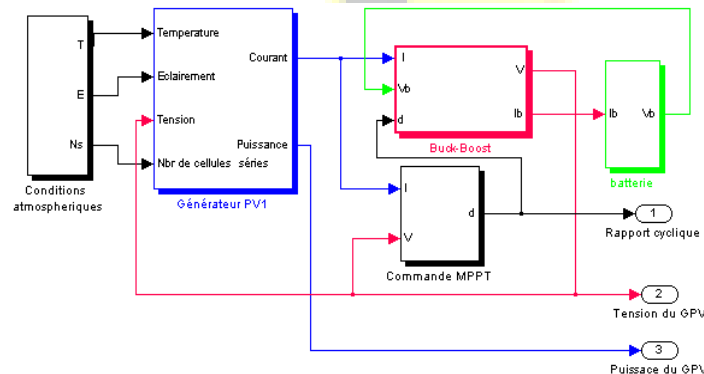 T
E
Ns
Conditions
atmospheriques
Temperature
Eclairement
Tension
Nbr de cellules séries
Courant
Puissance
Générateur PV1
I
Vb
d
V
Ib
Buck-Boost
Ib
Vb
batterie
I
V
d
Commande MPPT
1
Rapport cyclique
2
Tension du GPV
3
Puissace du GPV